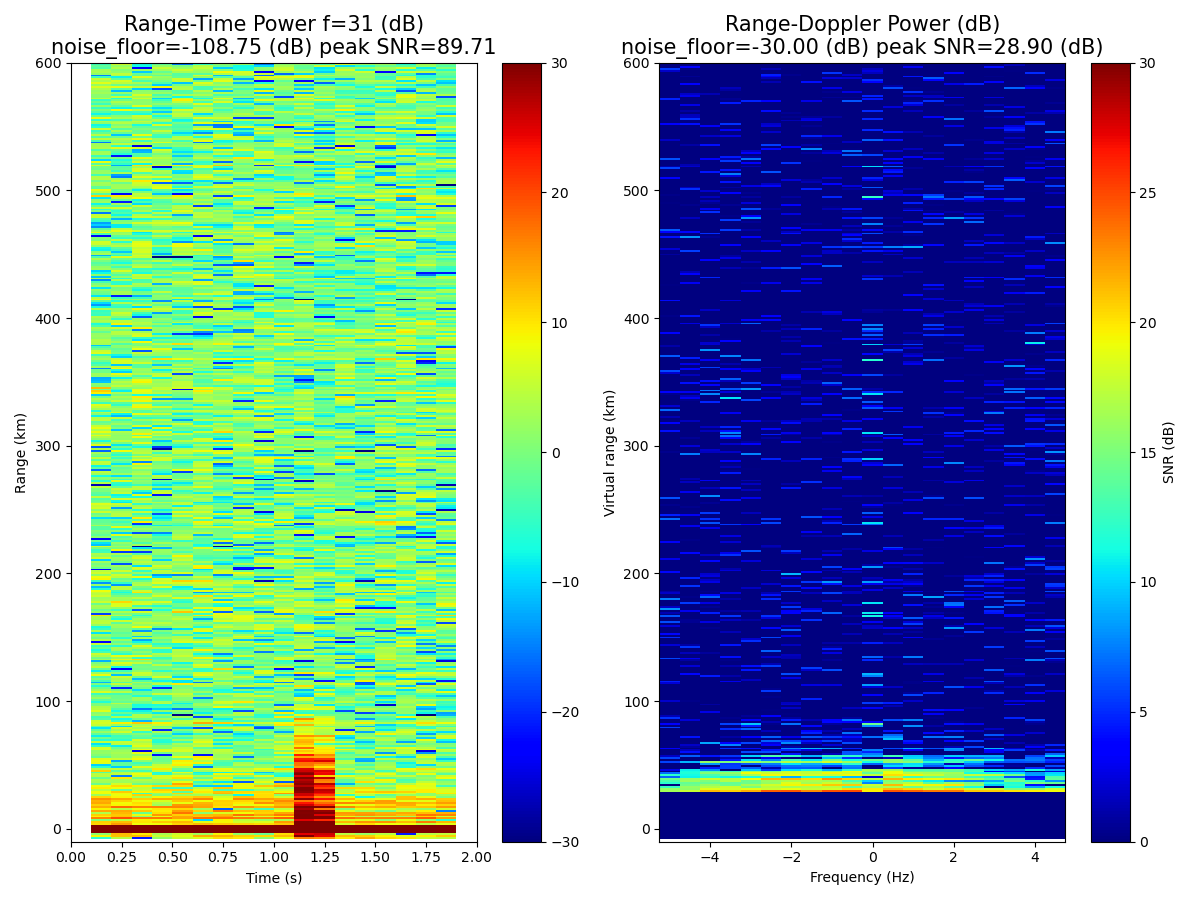 Range-Time Power f=31 (dB)
noise_floor=-108.75 (dB) peak SNR=89.71
Range (km)
600
500
400
300
200
100
0
0.00 0.25 0.50 0.75 1.00 1.25 1.50 1.75 2.00
Time (s)
30
20
10
0
−10
−20
−30
Range-Doppler Power (dB)
noise_floor=-30.00 (dB) peak SNR=28.90 (dB)
Virtual range (km)
600
500
400
300
200
100
0
−4 −2 0 2 4
Frequency (Hz)
30
25
20
15
10
5
0
SNR (dB)